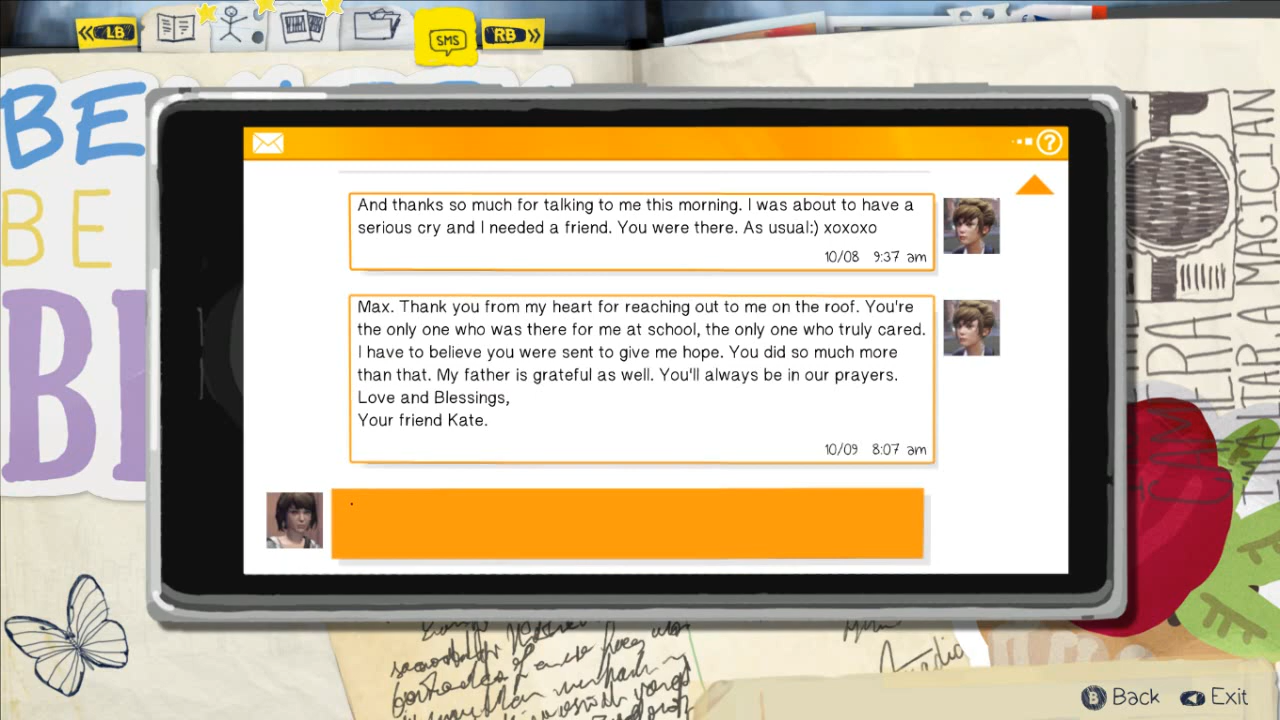 LB
SMS
RB
BE
BE
And thanks so much for talking to me this morning. I was about to have a
serious cry and I needed a friend. You were there. As usual:) xoxoxo
10/08 9:37 am
Max. Thank you from my heart for reaching out to me on the roof. You're
the only one who was there for me at school, the only one who truly cared.
I have to believe you were sent to give me hope. You did so much more
than that. My father is grateful as well. You'll always be in our prayers.
Love and Blessings,
Your friend Kate.
10/09 8:07 am
.
?
MAGICIAN
CAMERA
B Back
Exit